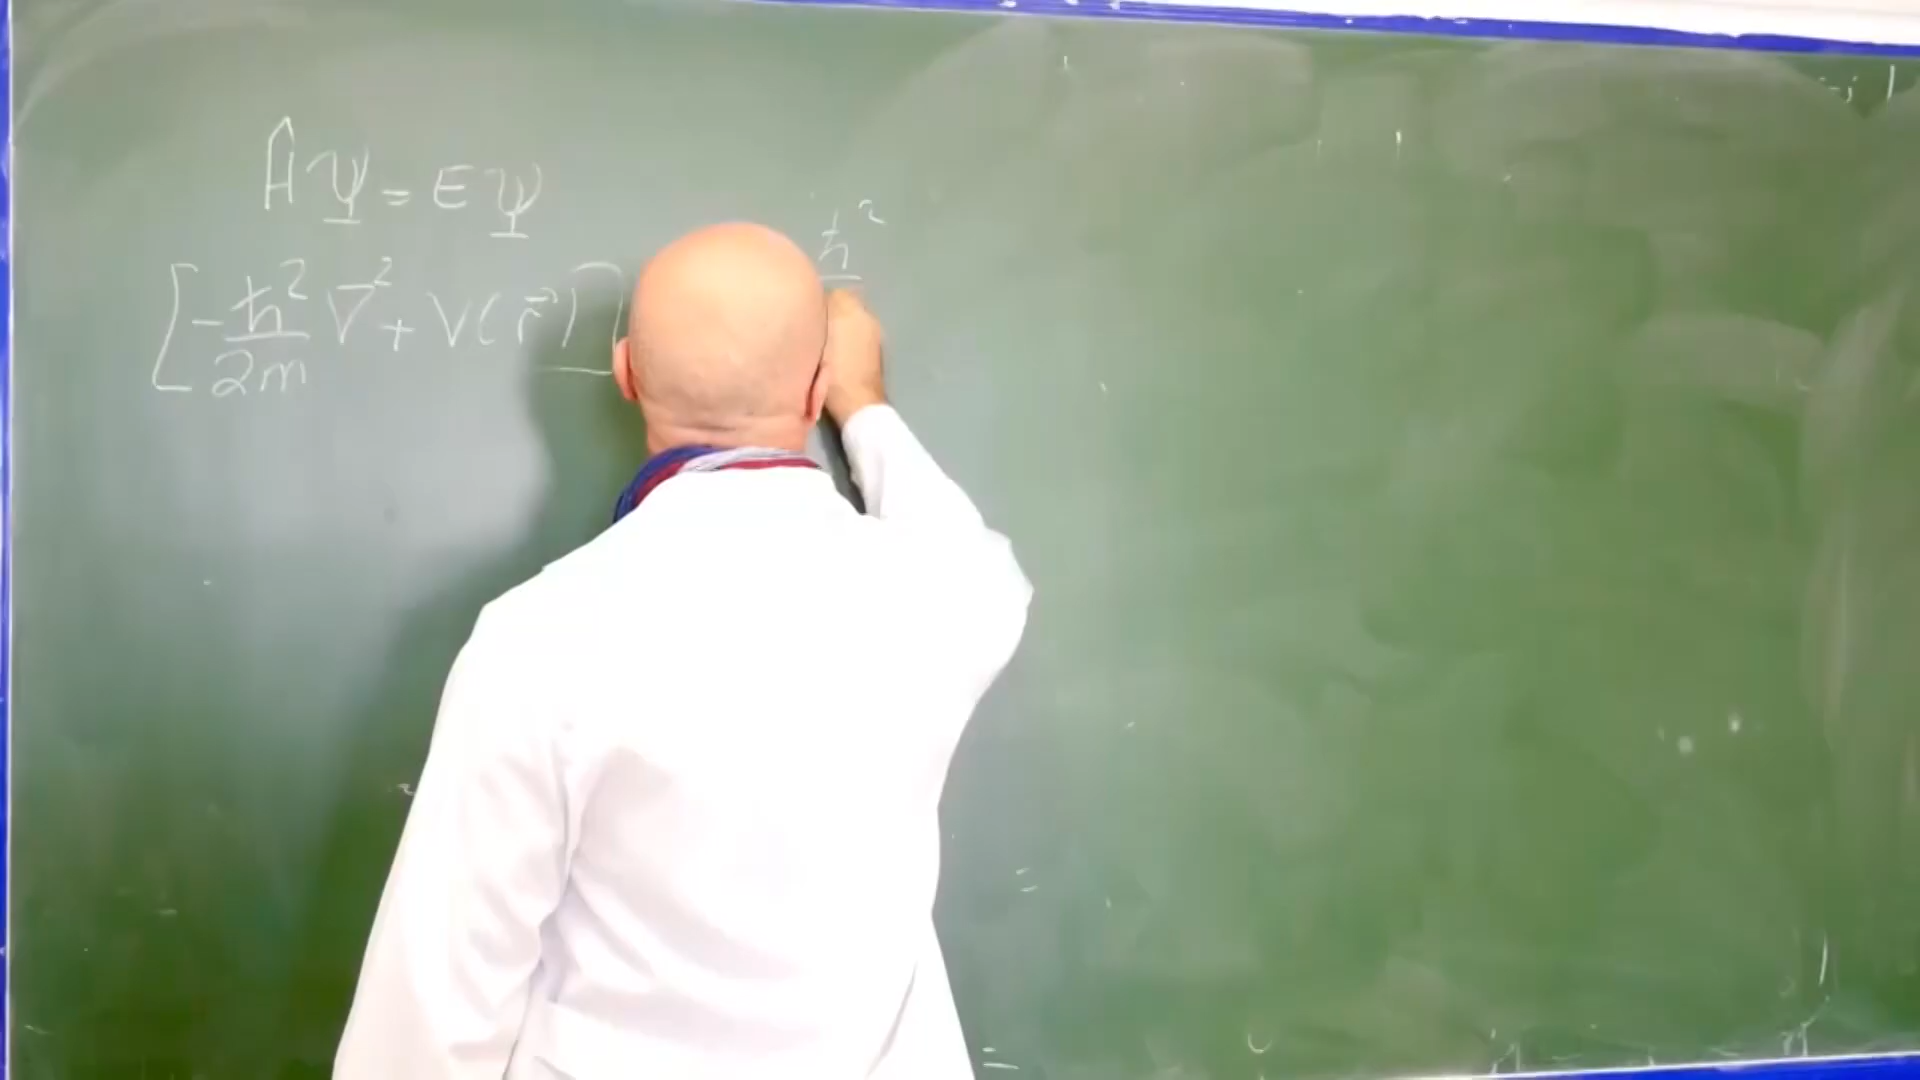 ĤΨ = EΨ
[-ħ²/2m ∇² + V(r⃗)] ħ²